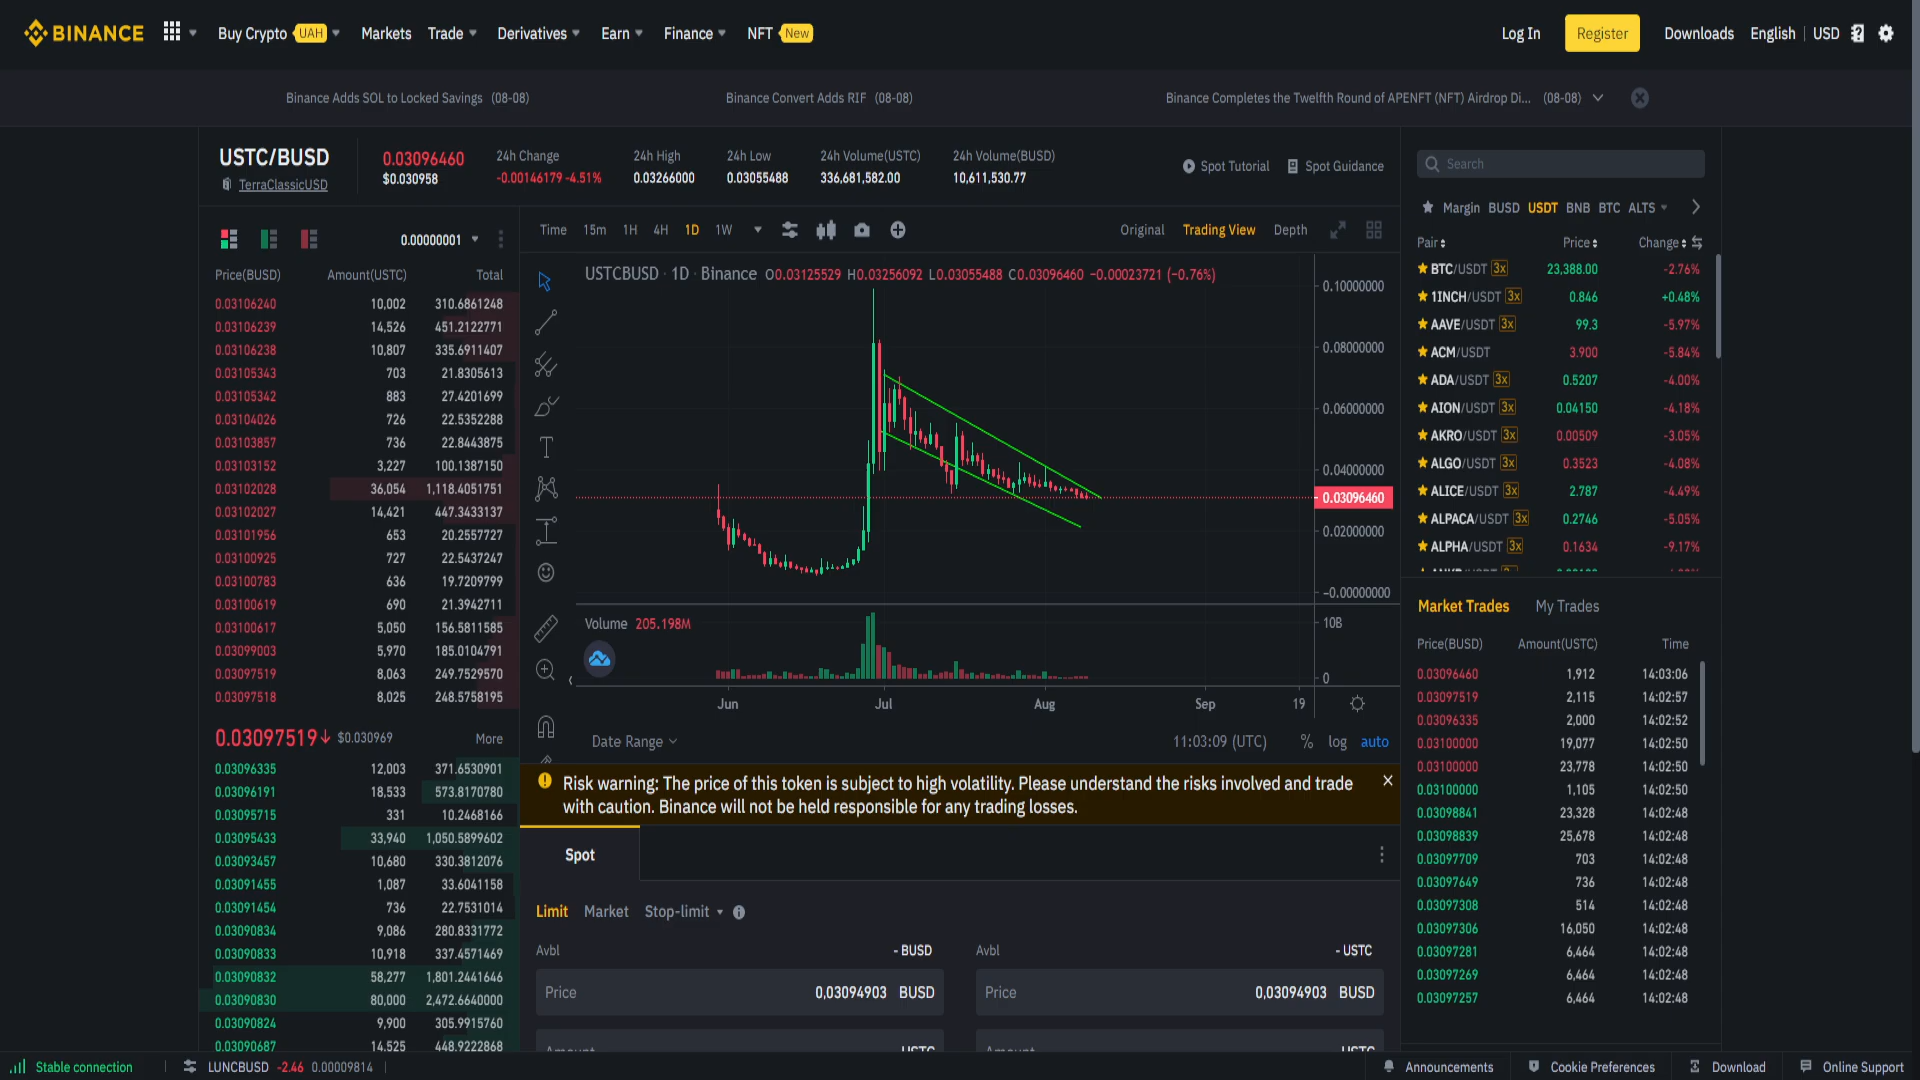 BINANCE
Buy Crypto UAH Markets Trade Derivatives Earn Finance NFT New
Log In Register Downloads English USD
Binance Adds SOL to Locked Savings (08-08) Binance Convert Adds RIF (08-08) Binance Completes the Twelfth Round of APENFT (NFT) Airdrop Di... (08-08)
USTC/BUSD
TerraClassicUSD
0.03096460
$0.030958
24h Change
-0.00146179 -4.51%
24h High
0.03266000
24h Low
0.03055488
24h Volume(USTC)
336,681,582.00
24h Volume(BUSD)
10,611,530.77
Spot Tutorial Spot Guidance
0.00000001
Price(BUSD) Amount(USTC) Total
0.03106240 10,002 310.6861248
0.03106239 14,526 451.2122771
0.03106238 10,807 335.6911407
0.03105343 703 21.8305613
0.03105342 883 27.4201699
0.03104026 726 22.5352288
0.03103857 736 22.8443875
0.03103152 3,227 100.1387150
0.03102028 36,054 1,118.4051751
0.03102027 14,421 447.3433137
0.03101956 653 20.2557727
0.03100925 727 22.5437247
0.03100783 636 19.7209799
0.03100619 690 21.3942711
0.03100617 5,050 156.5811585
0.03099003 5,970 185.0104791
0.03097519 8,063 249.7529570
0.03097518 8,025 248.5758195
0.03097519 $0.030969 More
0.03096335 12,003 371.6530901
0.03096191 18,533 573.8170780
0.03095715 331 10.2468166
0.03095433 33,940 1,050.5899602
0.03093457 10,680 330.3812076
0.03091455 1,087 33.6041158
0.03091454 736 22.7531014
0.03090834 9,086 280.8331772
0.03090833 10,918 337.4571469
0.03090832 58,277 1,801.2441646
0.03090830 80,000 2,472.6640000
0.03090824 9,900 305.9915760
0.03090687 14,525 448.9222868
Time 15m 1H 4H 1D 1W
Original Trading View Depth
USTCBUSD · 1D · Binance O0.03125529 H0.03256092 L0.03055488 C0.03096460 −0.00023721 (−0.76%)
0.10000000
0.08000000
0.06000000
0.04000000
0.03096460
0.02000000
-0.00000000
Volume 205.198M
10B
0
Jun Jul Aug Sep 19
Date Range 11:03:09 (UTC) % log auto
Risk warning: The price of this token is subject to high volatility. Please understand the risks involved and trade
with caution. Binance will not be held responsible for any trading losses.
Spot
Limit Market Stop-limit
Avbl - BUSD
Price 0,03094903 BUSD
Amount USTC
Avbl - USTC
Price 0,03094903 BUSD
Amount USTC
Search
Margin BUSD USDT BNB BTC ALTS
Pair Price Change
BTC/USDT 3x 23,388.00 -2.76%
1INCH/USDT 3x 0.846 +0.48%
AAVE/USDT 3x 99.3 -5.97%
ACM/USDT 3.900 -5.84%
ADA/USDT 3x 0.5207 -4.00%
AION/USDT 3x 0.04150 -4.18%
AKRO/USDT 3x 0.00509 -3.05%
ALGO/USDT 3x 0.3523 -4.08%
ALICE/USDT 3x 2.787 -4.49%
ALPACA/USDT 3x 0.2746 -5.05%
ALPHA/USDT 3x 0.1634 -9.17%
Market Trades My Trades
Price(BUSD) Amount(USTC) Time
0.03096460 1,912 14:03:06
0.03097519 2,115 14:02:57
0.03096335 2,000 14:02:52
0.03100000 19,077 14:02:50
0.03100000 23,778 14:02:50
0.03100000 1,105 14:02:50
0.03098841 23,328 14:02:48
0.03098839 25,678 14:02:48
0.03097709 703 14:02:48
0.03097649 736 14:02:48
0.03097308 514 14:02:48
0.03097306 16,050 14:02:48
0.03097281 6,464 14:02:48
0.03097269 6,464 14:02:48
0.03097257 6,464 14:02:48
Stable connection LUNCBUSD -2.46 0.00009814
Announcements Cookie Preferences Download Online Support